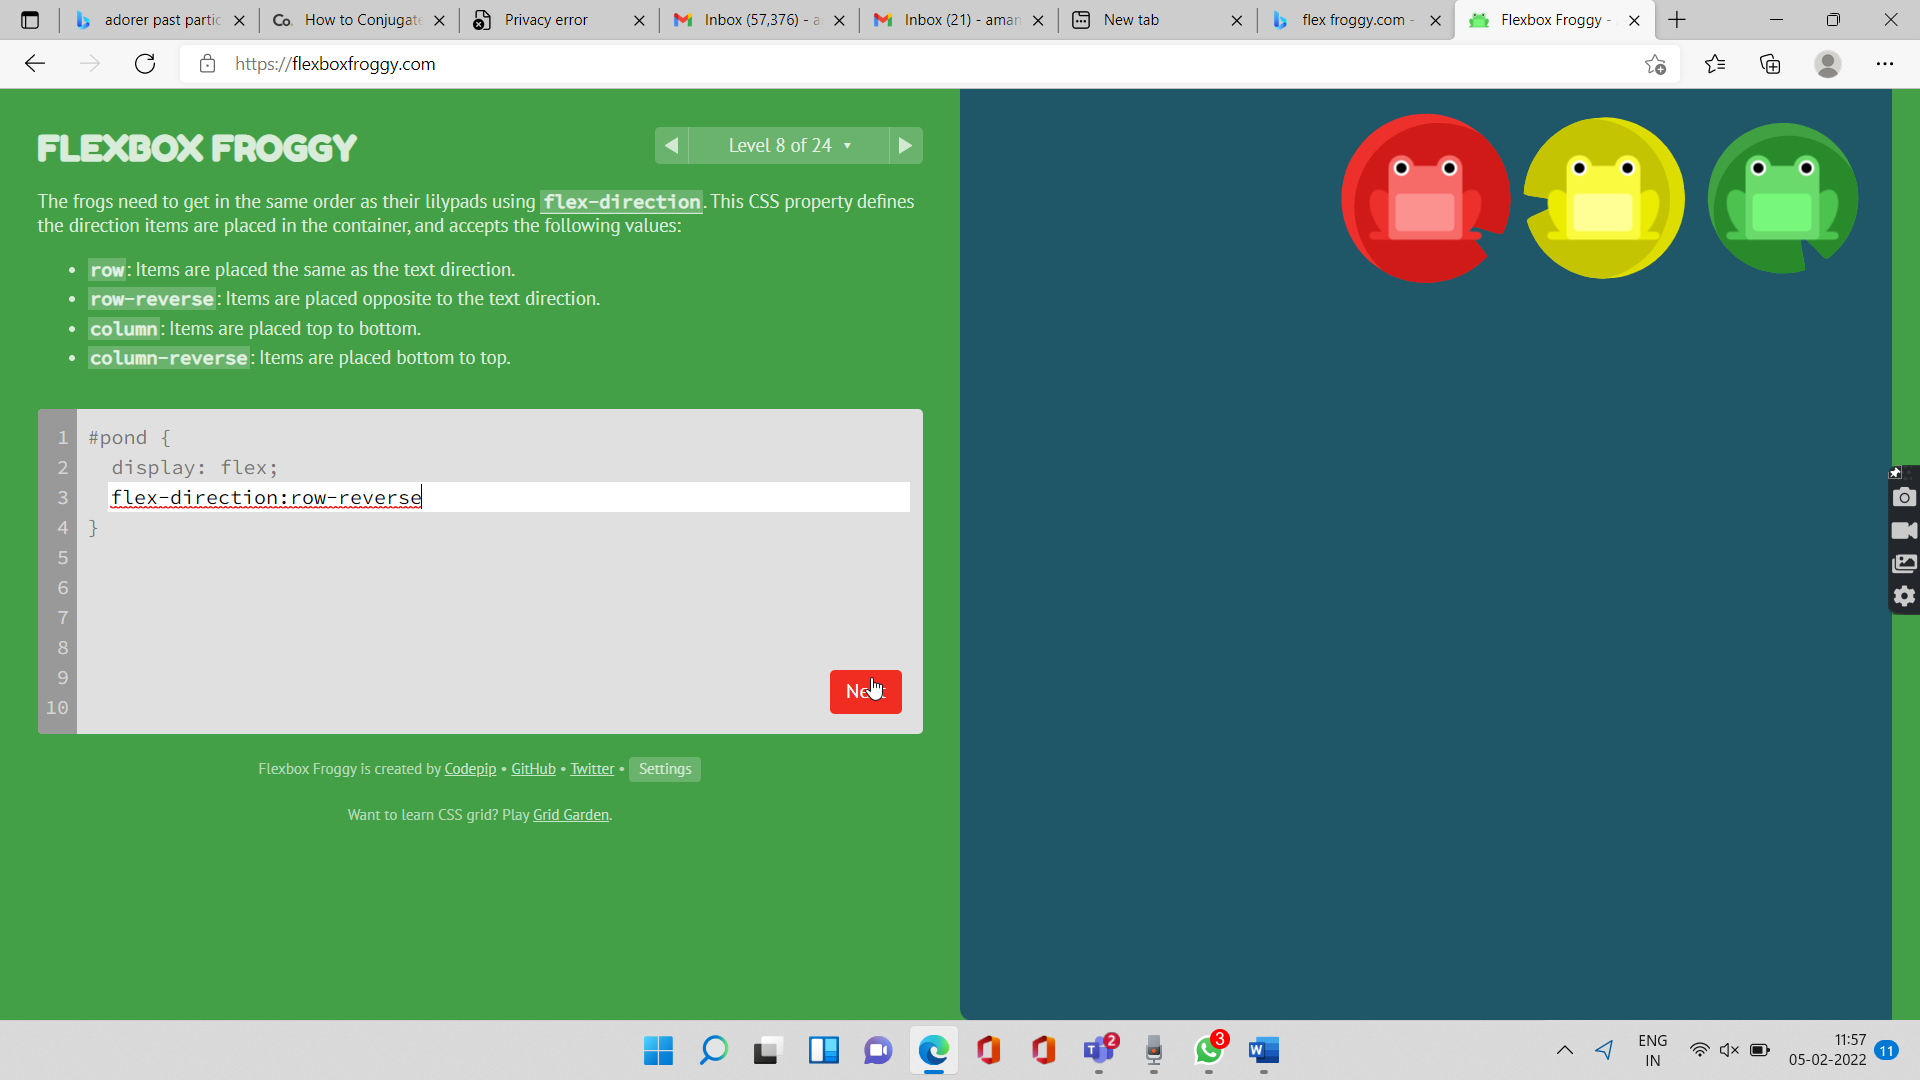 adorer past partic
How to Conjugate
Privacy error
Inbox (57,376) - a
Inbox (21) - aman
New tab
flex froggy.com -
Flexbox Froggy -
https://flexboxfroggy.com
FLEXBOX FROGGY
Level 8 of 24
The frogs need to get in the same order as their lilypads using flex-direction. This CSS property defines
the direction items are placed in the container, and accepts the following values:
• row: Items are placed the same as the text direction.
• row-reverse: Items are placed opposite to the text direction.
• column: Items are placed top to bottom.
• column-reverse: Items are placed bottom to top.
1 #pond {
2 display: flex;
3 flex-direction:row-reverse
4 }
5
6
7
8
9
10
Flexbox Froggy is created by Codepip • GitHub • Twitter • Settings
Want to learn CSS grid? Play Grid Garden.
2
3
ENG
IN
11:57
05-02-2022
11